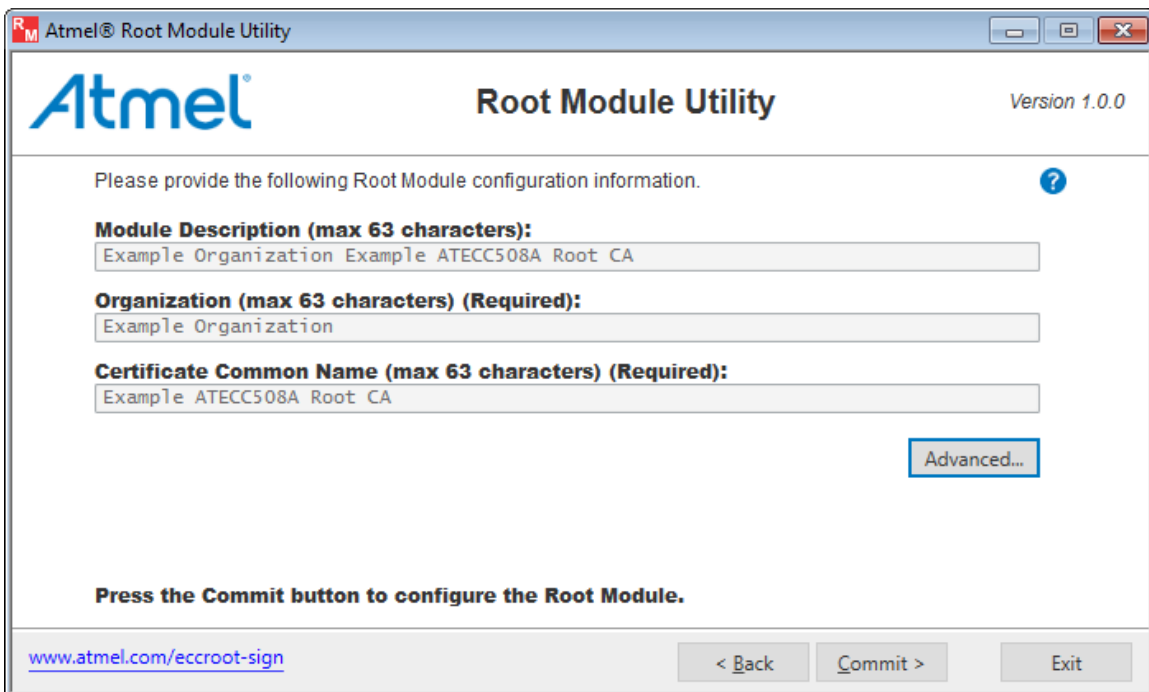 RM Atmel® Root Module Utility
Atmel® Root Module Utility Version 1.0.0
Please provide the following Root Module configuration information. ?
Module Description (max 63 characters):
Example Organization Example ATECC508A Root CA
Organization (max 63 characters) (Required):
Example Organization
Certificate Common Name (max 63 characters) (Required):
Example ATECC508A Root CA
Advanced...
Press the Commit button to configure the Root Module.
www.atmel.com/eccroot-sign < Back Commit > Exit